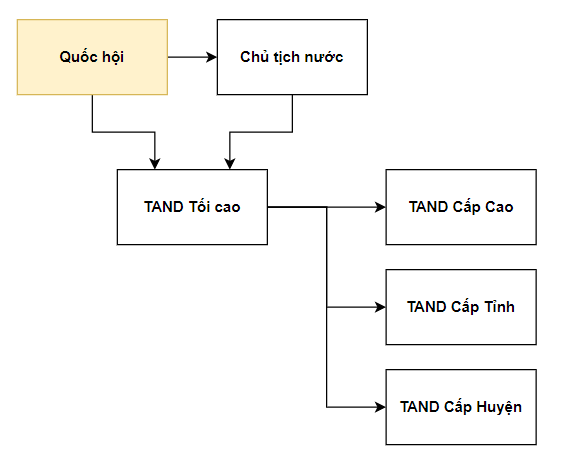 Quốc hội
Chủ tịch nước
TAND Tối cao
TAND Cấp Cao
TAND Cấp Tỉnh
TAND Cấp Huyện